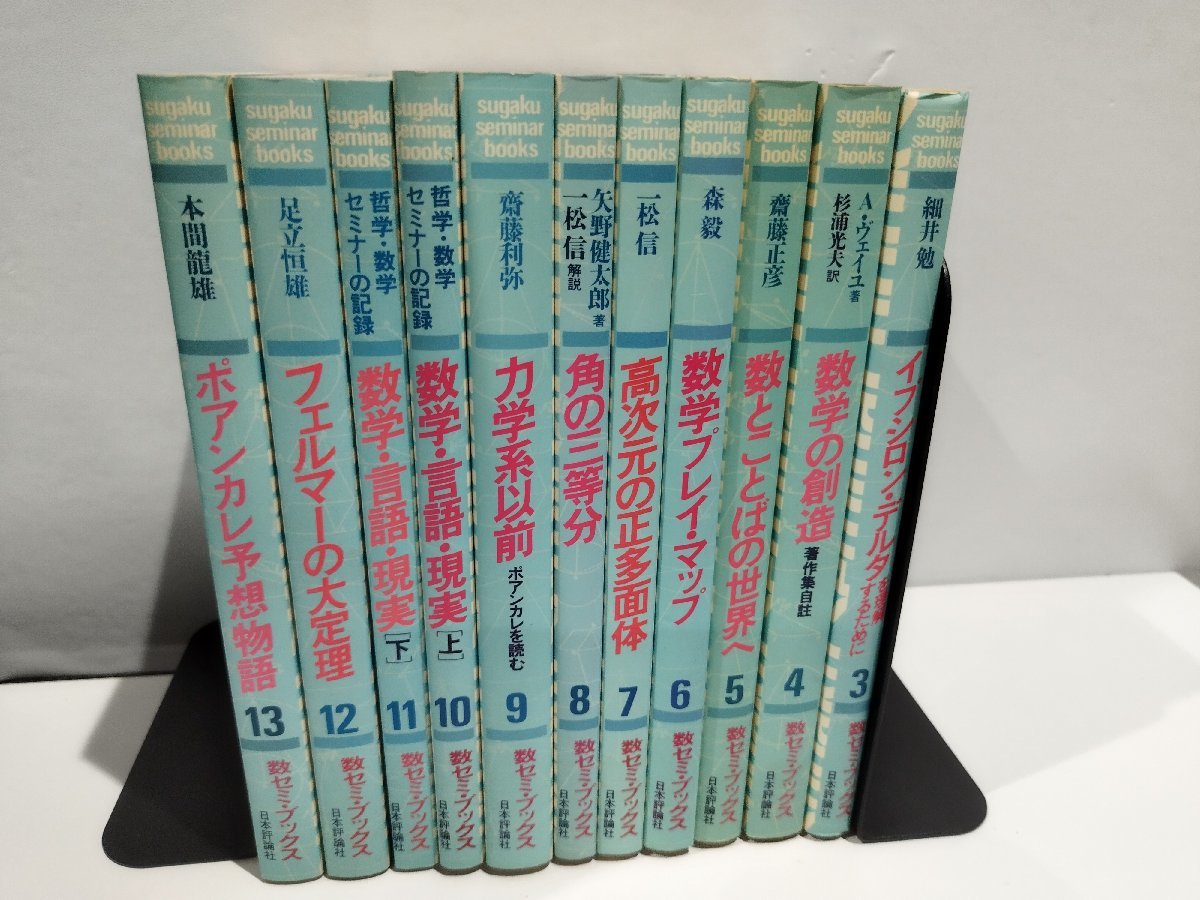 sugaku
seminar
books
本間龍雄
ポアンカレ予想物語
13
数セミ・ブックス
日本評論社
sugaku
seminar
books
足立恒雄
フェルマーの大定理
12
数セミ・ブックス
日本評論社
sugaku
seminar
books
哲学・数学
セミナーの記録
数学・言語・現実[下]
11
数セミ・ブックス
日本評論社
sugaku
seminar
books
哲学・数学
セミナーの記録
数学・言語・現実[上]
10
数セミ・ブックス
日本評論社
sugaku
seminar
books
齋藤利弥
力学系以前 ポアンカレを読む
9
数セミ・ブックス
日本評論社
sugaku
seminar
books
矢野健太郎 著
一松信 解説
角の三等分
8
数セミ・ブックス
日本評論社
sugaku
seminar
books
一松信
高次元の正多面体
7
数セミ・ブックス
日本評論社
sugaku
seminar
books
森毅
数学プレイ・マップ
6
数セミ・ブックス
日本評論社
sugaku
seminar
books
齋藤正彦
数とことばの世界へ
5
数セミ・ブックス
日本評論社
sugaku
seminar
books
A・ヴェイユ 著
杉浦光夫 訳
数学の創造 著作集自註
4
数セミ・ブックス
日本評論社
sugaku
seminar
books
細井勉
イプシロン・デルタ
するために
3
数セミ・ブックス
日本評論社